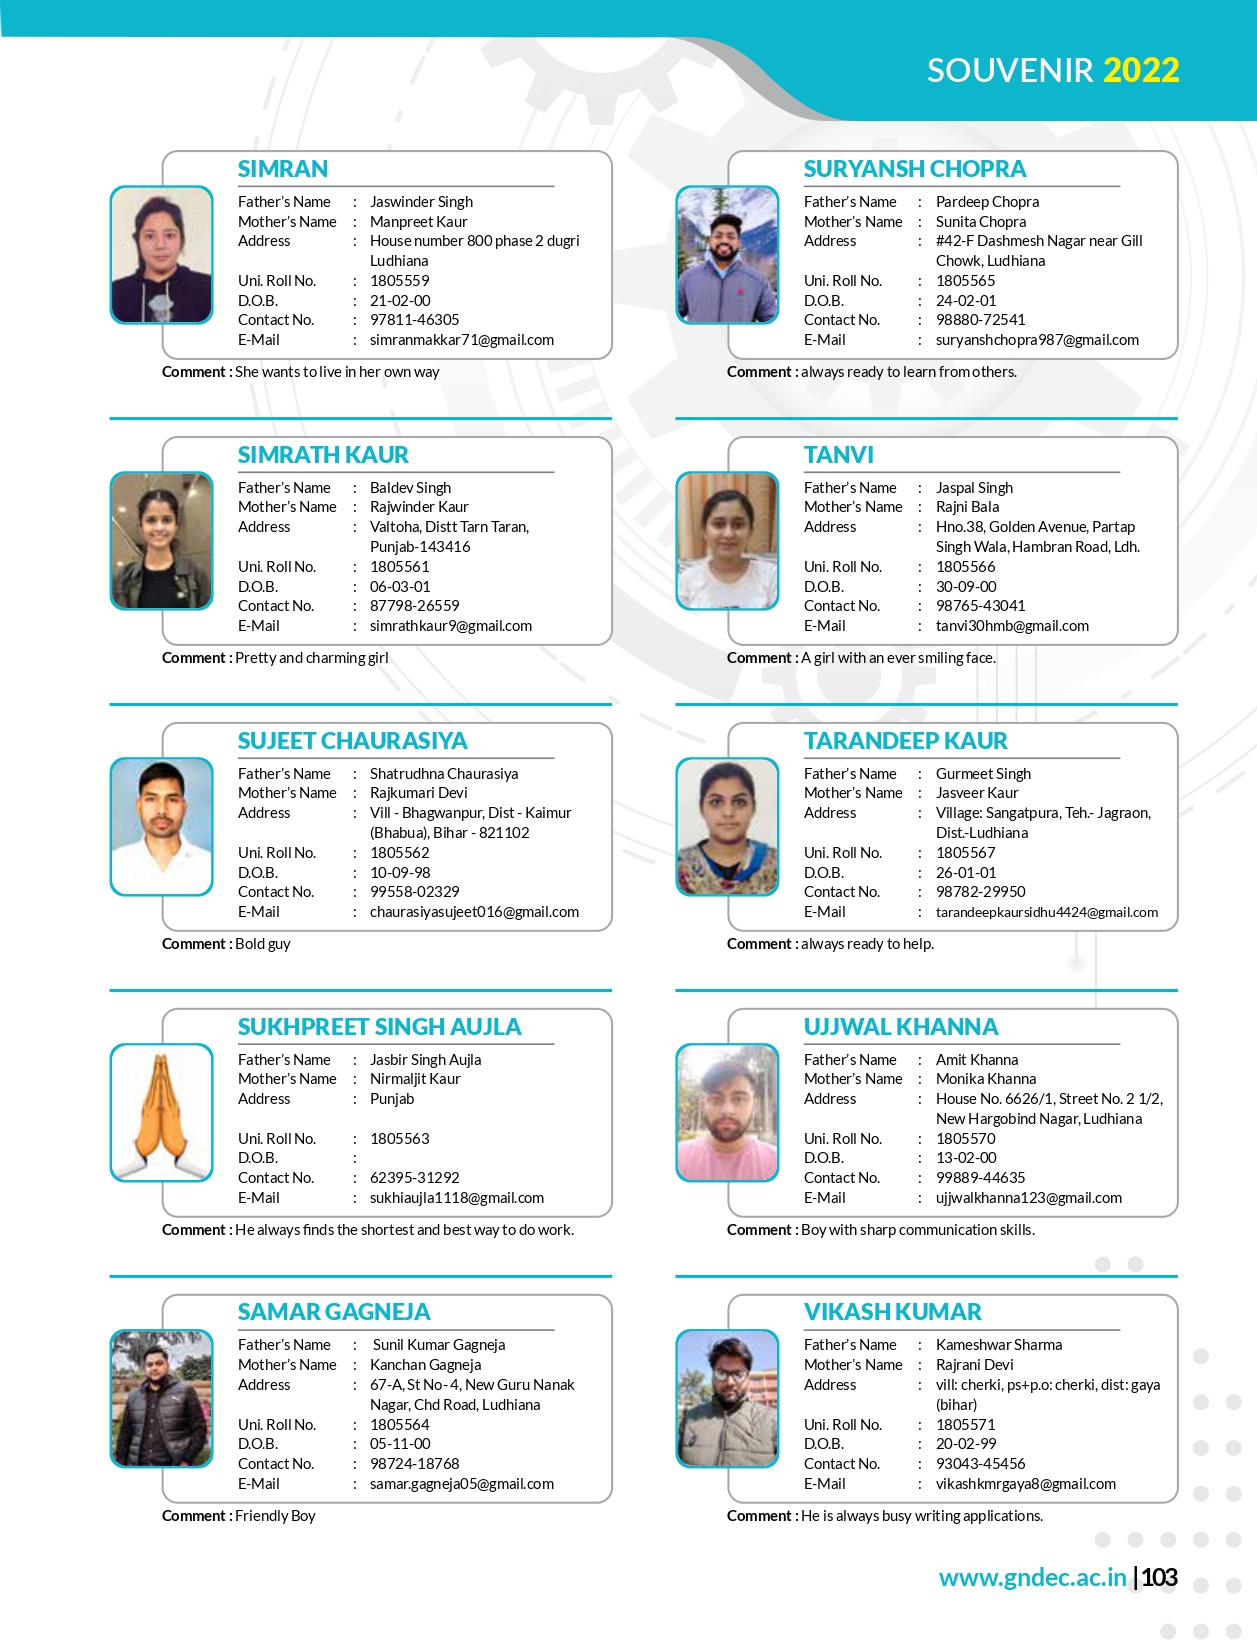 SOUVENIR 2022
SIMRAN
Father's Name : Jaswinder Singh
Mother's Name : Manpreet Kaur
Address : House number 800 phase 2 dugri
Ludhiana
Uni. Roll No. : 1805559
D.O.B. : 21-02-00
Contact No. : 97811-46305
E-Mail : simranmakkar71@gmail.com
Comment : She wants to live in her own way
SIMRATH KAUR
Father's Name : Baldev Singh
Mother's Name : Rajwinder Kaur
Address : Valtoha, Distt Tarn Taran,
Punjab-143416
Uni. Roll No. : 1805561
D.O.B. : 06-03-01
Contact No. : 87798-26559
E-Mail : simrathkaur9@gmail.com
Comment : Pretty and charming girl
SUJEET CHAURASIYA
Father's Name : Shatrudhna Chaurasiya
Mother's Name : Rajkumari Devi
Address : Vill - Bhagwanpur, Dist - Kaimur
(Bhabua), Bihar - 821102
Uni. Roll No. : 1805562
D.O.B. : 10-09-98
Contact No. : 99558-02329
E-Mail : chaurasiyasujeet016@gmail.com
Comment : Bold guy
SUKHPREET SINGH AUJLA
Father's Name : Jasbir Singh Aujla
Mother's Name : Nirmaljit Kaur
Address : Punjab
Uni. Roll No. : 1805563
D.O.B. :
Contact No. : 62395-31292
E-Mail : sukhiaujla1118@gmail.com
Comment : He always finds the shortest and best way to do work.
SAMAR GAGNEJA
Father's Name : Sunil Kumar Gagneja
Mother's Name : Kanchan Gagneja
Address : 67-A, St No- 4, New Guru Nanak
Nagar, Chd Road, Ludhiana
Uni. Roll No. : 1805564
D.O.B. : 05-11-00
Contact No. : 98724-18768
E-Mail : samar.gagneja05@gmail.com
Comment : Friendly Boy
SURYANSH CHOPRA
Father's Name : Pardeep Chopra
Mother's Name : Sunita Chopra
Address : #42-F Dashmesh Nagar near Gill
Chowk, Ludhiana
Uni. Roll No. : 1805565
D.O.B. : 24-02-01
Contact No. : 98880-72541
E-Mail : suryanshchopra987@gmail.com
Comment : always ready to learn from others.
TANVI
Father's Name : Jaspal Singh
Mother's Name : Rajni Bala
Address : Hno.38, Golden Avenue, Partap
Singh Wala, Hambran Road, Ldh.
Uni. Roll No. : 1805566
D.O.B. : 30-09-00
Contact No. : 98765-43041
E-Mail : tanvi30hmb@gmail.com
Comment : A girl with an ever smiling face.
TARANDEEP KAUR
Father's Name : Gurmeet Singh
Mother's Name : Jasveer Kaur
Address : Village: Sangatpura, Teh.- Jagraon,
Dist.-Ludhiana
Uni. Roll No. : 1805567
D.O.B. : 26-01-01
Contact No. : 98782-29950
E-Mail : tarandeepkaursidhu4424@gmail.com
Comment : always ready to help.
UJJWAL KHANNA
Father's Name : Amit Khanna
Mother's Name : Monika Khanna
Address : House No. 6626/1, Street No. 2 1/2,
New Hargobind Nagar, Ludhiana
Uni. Roll No. : 1805570
D.O.B. : 13-02-00
Contact No. : 99889-44635
E-Mail : ujjwalkhanna123@gmail.com
Comment : Boy with sharp communication skills.
VIKASH KUMAR
Father's Name : Kameshwar Sharma
Mother's Name : Rajrani Devi
Address : vill: cherki, ps+p.o: cherki, dist: gaya
(bihar)
Uni. Roll No. : 1805571
D.O.B. : 20-02-99
Contact No. : 93043-45456
E-Mail : vikashkmrgaya8@gmail.com
Comment : He is always busy writing applications.
www.gndec.ac.in |103